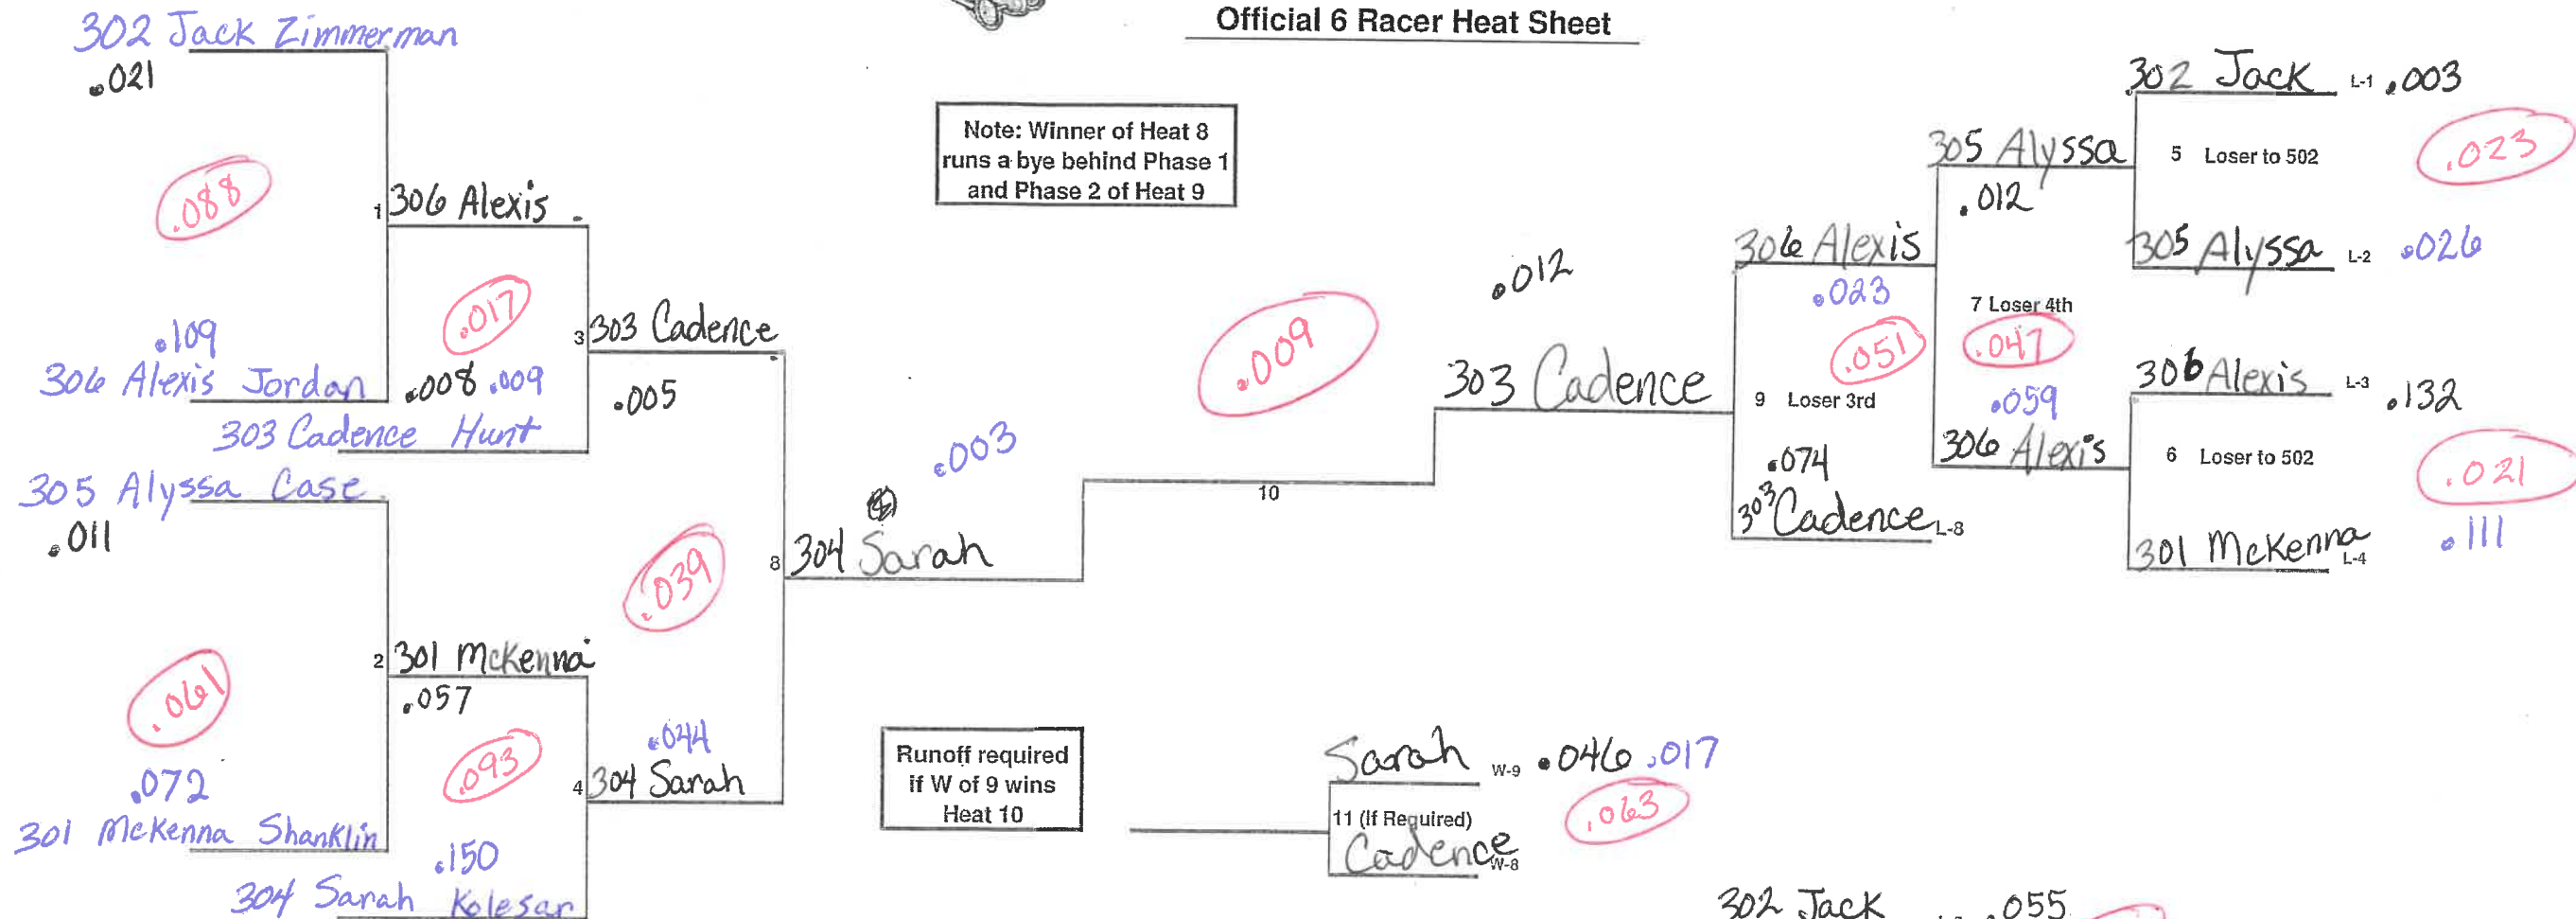 Official 6 Racer Heat Sheet
302 Jack Zimmerman
.021
.088
.109
306 Alexis Jordan
1
306 Alexis
.017
.008 .009
303 Cadence Hunt
305 Alyssa Case
.011
.061
.072
301 McKenna Shanklin
2
301 McKenna
.057
.093
.150
304 Sarah Kolesar
3
303 Cadence
.005
.039
.044
4
304 Sarah
8
304 Sarah
.003
Note: Winner of Heat 8
runs a bye behind Phase 1
and Phase 2 of Heat 9
.009
10
.012
303 Cadence
306 Alexis
.023
.051
9 Loser 3rd
.074
303 Cadence L-8
305 Alyssa
.012
7 Loser 4th
.047
.059
306 Alexis
302 Jack L-1 .003
5 Loser to 502
.023
305 Alyssa L-2 .026
306 Alexis L-3 .132
6 Loser to 502
.021
301 McKenna L-4 .111
Runoff required
if W of 9 wins
Heat 10
Sarah W-9 .046 .017
11 (If Required)
.063
Cadence W-8
302 Jack .055